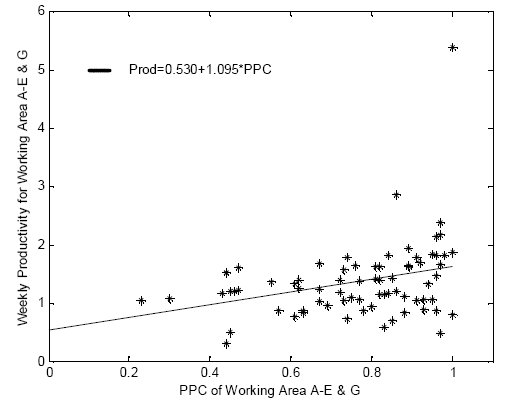 6
5
Prod=0.530+1.095*PPC
4
3
2
1
0
0 0.2 0.4 0.6 0.8 1
Weekly Productivity for Working Area A-E & G
PPC of Working Area A-E & G